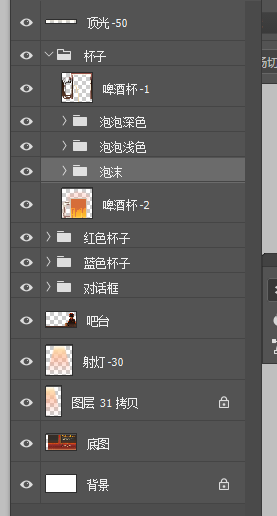 顶光-50
杯子
啤酒杯-1
泡泡深色
泡泡浅色
泡沫
啤酒杯-2
红色杯子
蓝色杯子
对话框
吧台
射灯-30
图层 31 拷贝
底图
背景